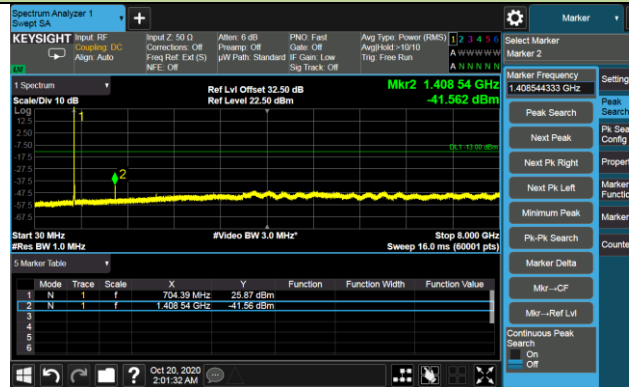 Spectrum Analyzer 1
Swept SA
Marker
KEYSIGHT
Input: RF
Coupling: DC
Align: Auto
Input Z: 50 Ω
Corrections: Off
Freq Ref: Ext (S)
NFE: Off
Atten: 6 dB
Preamp: Off
µW Path: Standard
PNO: Fast
Gate: Off
IF Gain: Low
Sig Track: Off
Avg Type: Power (RMS)
Avg|Hold:>10/10
Trig: Free Run
1 2 3 4 5 6
A W W W W W
A N N N N N
LXI
Select Marker
Marker 2
1 Spectrum
Scale/Div 10 dB
Ref Lvl Offset 32.50 dB
Ref Level 22.50 dBm
Mkr2 1.408 54 GHz
-41.562 dBm
Log
12.5
2.50
-7.50
-17.5
-27.5
-37.5
-47.5
-57.5
-67.5
1
2
DL1 -13.00 dBm
Start 30 MHz
#Res BW 1.0 MHz
#Video BW 3.0 MHz*
Stop 8.000 GHz
Sweep 16.0 ms (60001 pts)
5 Marker Table
Mode Trace Scale X Y Function Function Width Function Value
1 N 1 f 704.39 MHz 25.87 dBm
2 N 1 f 1.408 54 GHz -41.56 dBm
3
4
5
6
Marker Frequency
1.408544333 GHz
Peak Search
Next Peak
Next Pk Right
Next Pk Left
Minimum Peak
Pk-Pk Search
Marker Delta
Mkr→CF
Mkr→Ref Lvl
Continuous Peak
Search
On
Off
Setting
Peak
Search
Pk Sea
Config
Propert
Marker
Functio
Marker
Counte
?
Oct 20, 2020
2:01:32 AM